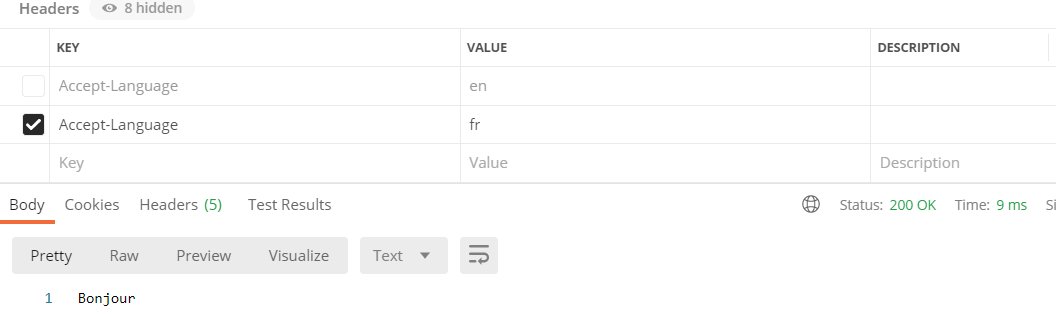 Headers 8 hidden
KEY VALUE DESCRIPTION
Accept-Language en
Accept-Language fr
Key Value Description
Body Cookies Headers (5) Test Results Status: 200 OK Time: 9 ms
Pretty Raw Preview Visualize Text
1 Bonjour